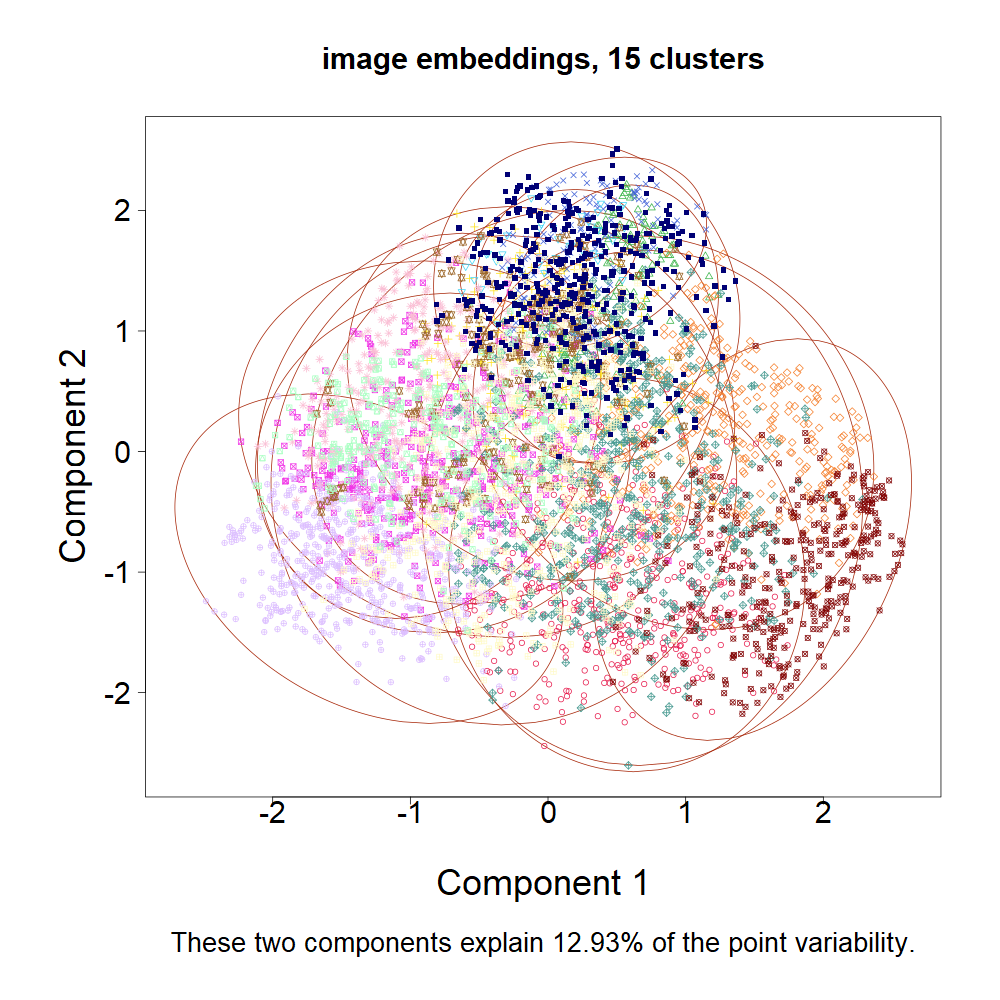 image embeddings, 15 clusters
Component 2
2
1
0
-1
-2
-2
-1
0
1
2
Component 1
These two components explain 12.93% of the point variability.